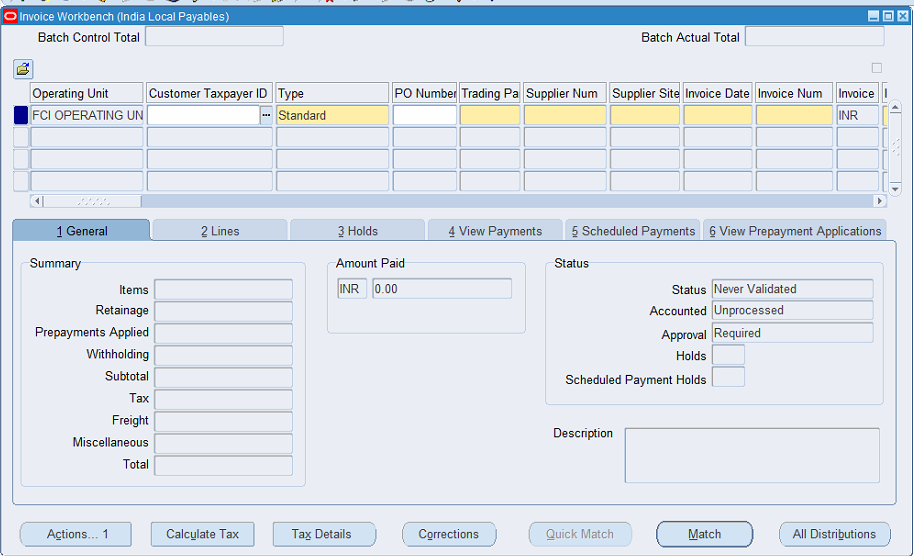 Invoice Workbench (India Local Payables)
Batch Control Total
Batch Actual Total
Operating Unit Customer Taxpayer ID Type PO Number Trading Pa Supplier Num Supplier Site Invoice Date Invoice Num Invoice
FCI OPERATING UN ... Standard INR
1 General 2 Lines 3 Holds 4 View Payments 5 Scheduled Payments 6 View Prepayment Applications
Summary Amount Paid Status
Items INR 0.00 Status Never Validated
Retainage Accounted Unprocessed
Prepayments Applied Approval Required
Withholding Holds
Subtotal Scheduled Payment Holds
Tax
Freight
Miscellaneous Description
Total
Actions... 1 Calculate Tax Tax Details Corrections Quick Match Match All Distributions